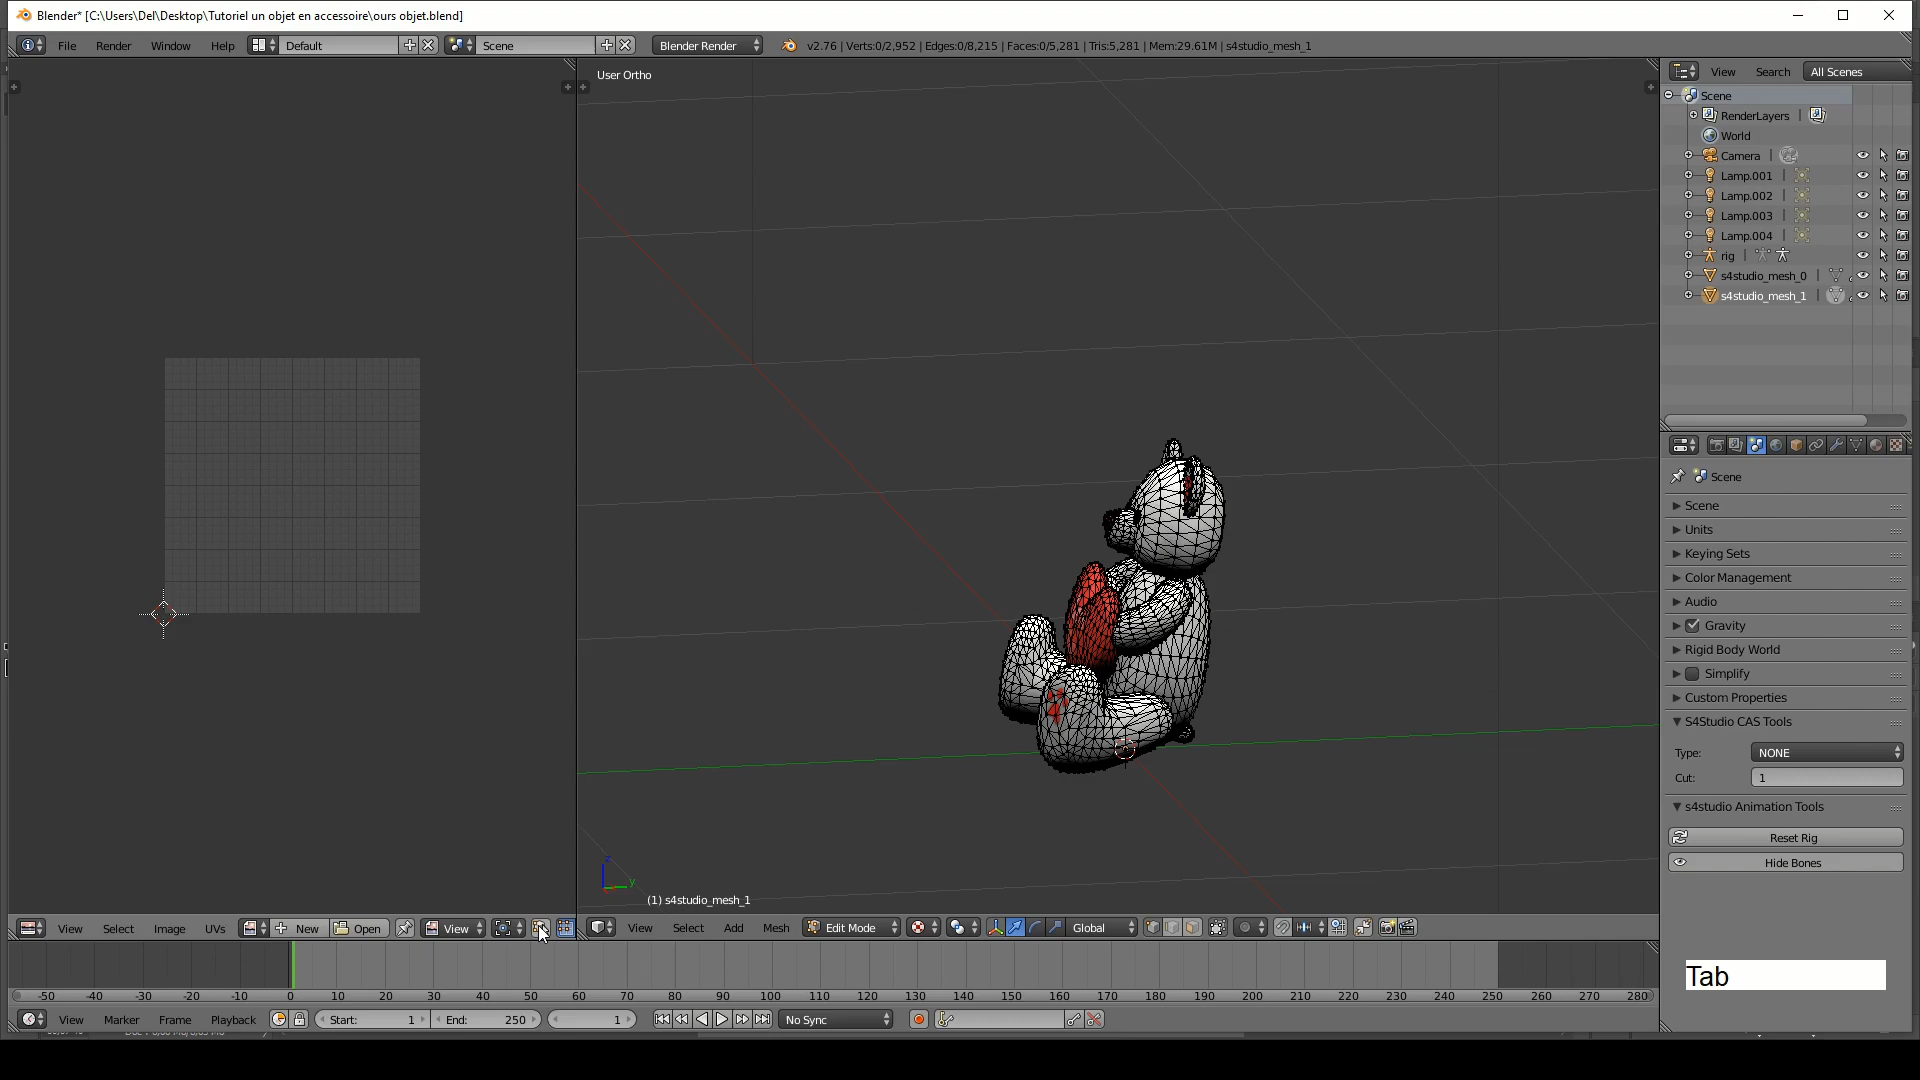 Blender* [C:\Users\Del\Desktop\Tutoriel un objet en accessoire\ours objet.blend]
File Render Window Help Default Scene Blender Render v2.76 | Verts:0/2,952 | Edges:0/8,215 | Faces:0/5,281 | Tris:5,281 | Mem:29.61M | s4studio_mesh_1
User Ortho
View Search All Scenes
Scene
RenderLayers
World
Camera
Lamp.001
Lamp.002
Lamp.003
Lamp.004
rig
s4studio_mesh_0
s4studio_mesh_1
Scene
Scene
Units
Keying Sets
Color Management
Audio
Gravity
Rigid Body World
Simplify
Custom Properties
S4Studio CAS Tools
Type: NONE
Cut: 1
s4studio Animation Tools
Reset Rig
Hide Bones
z
y
(1) s4studio_mesh_1
View Select Image UVs New Open View
View Select Add Mesh Edit Mode Global
-50 -40 -30 -20 -10 0 10 20 30 40 50 60 70 80 90 100 110 120 130 140 150 160 170 180 190 200 210 220 230 240 250 260 270 280
View Marker Frame Playback Start: 1 End: 250 1 No Sync
Tab